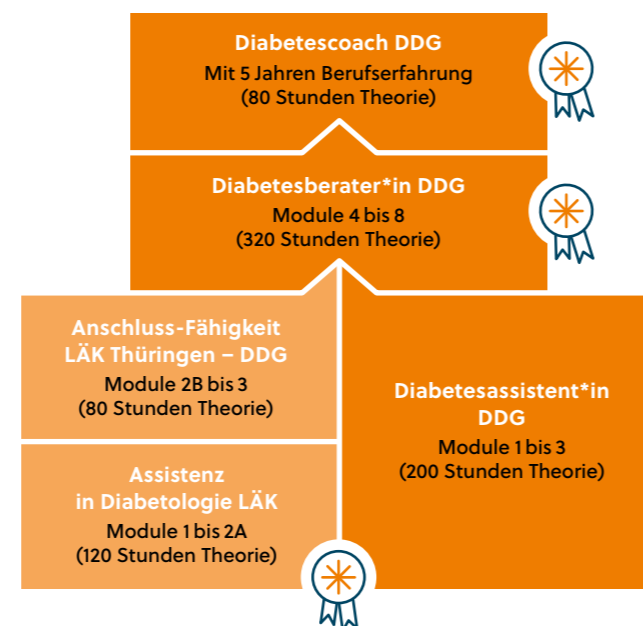 Diabetescoach DDG
Mit 5 Jahren Berufserfahrung
(80 Stunden Theorie)
Diabetesberater*in DDG
Module 4 bis 8
(320 Stunden Theorie)
Anschluss-Fähigkeit
LÄK Thüringen – DDG
Module 2B bis 3
(80 Stunden Theorie)
Assistenz
in Diabetologie LÄK
Module 1 bis 2A
(120 Stunden Theorie)
Diabetesassistent*in
DDG
Module 1 bis 3
(200 Stunden Theorie)